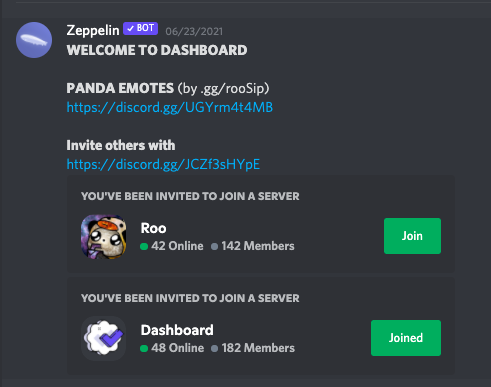 Zeppelin ✓ BOT 06/23/2021
WELCOME TO DASHBOARD
PANDA EMOTES (by .gg/rooSip)
https://discord.gg/UGYrm4t4MB
Invite others with
https://discord.gg/JCZf3sHYpE
YOU'VE BEEN INVITED TO JOIN A SERVER
Roo
42 Online 142 Members
Join
YOU'VE BEEN INVITED TO JOIN A SERVER
Dashboard
48 Online 182 Members
Joined